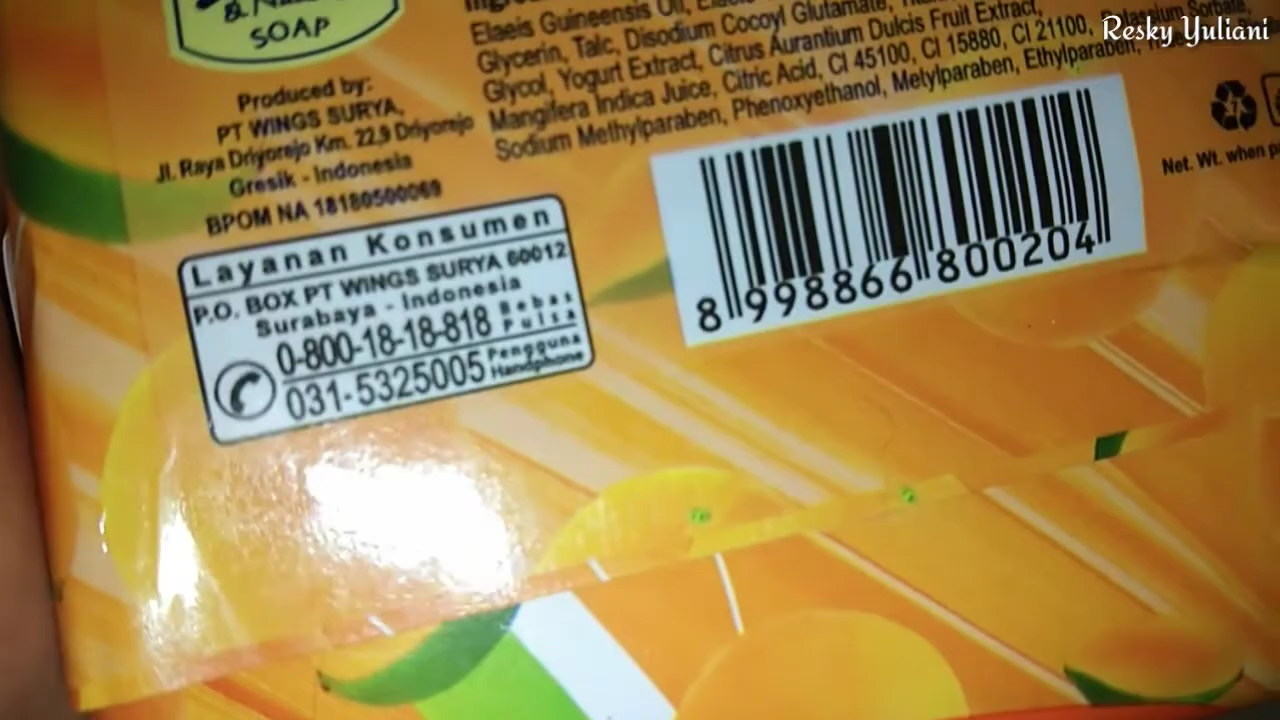 SOAP
Produced by:
PT WINGS SURYA,
Jl. Raya Driyorejo Km. 22,9 Driyorejo
Gresik - Indonesia
BPOM NA 18180500069
Layanan Konsumen
P.O. BOX PT WINGS SURYA 60012
Surabaya - Indonesia
0-800-18-18-818 Bebas Pulsa
031-5325005 Pengguna Handphone
Elaeis Guineensis Oil,
Glycerin, Talc, Disodium Cocoyl Glutamate,
Glycol, Yogurt Extract, Citrus Aurantium Dulcis Fruit Extract,
Mangifera Indica Juice, Citric Acid, CI 45100, CI 15880, CI 21100, Potassium Sorbate,
Sodium Methylparaben, Phenoxyethanol, Metylparaben, Ethylparaben,
8 998866 800204
7
Net. Wt. when
Resky Yuliani